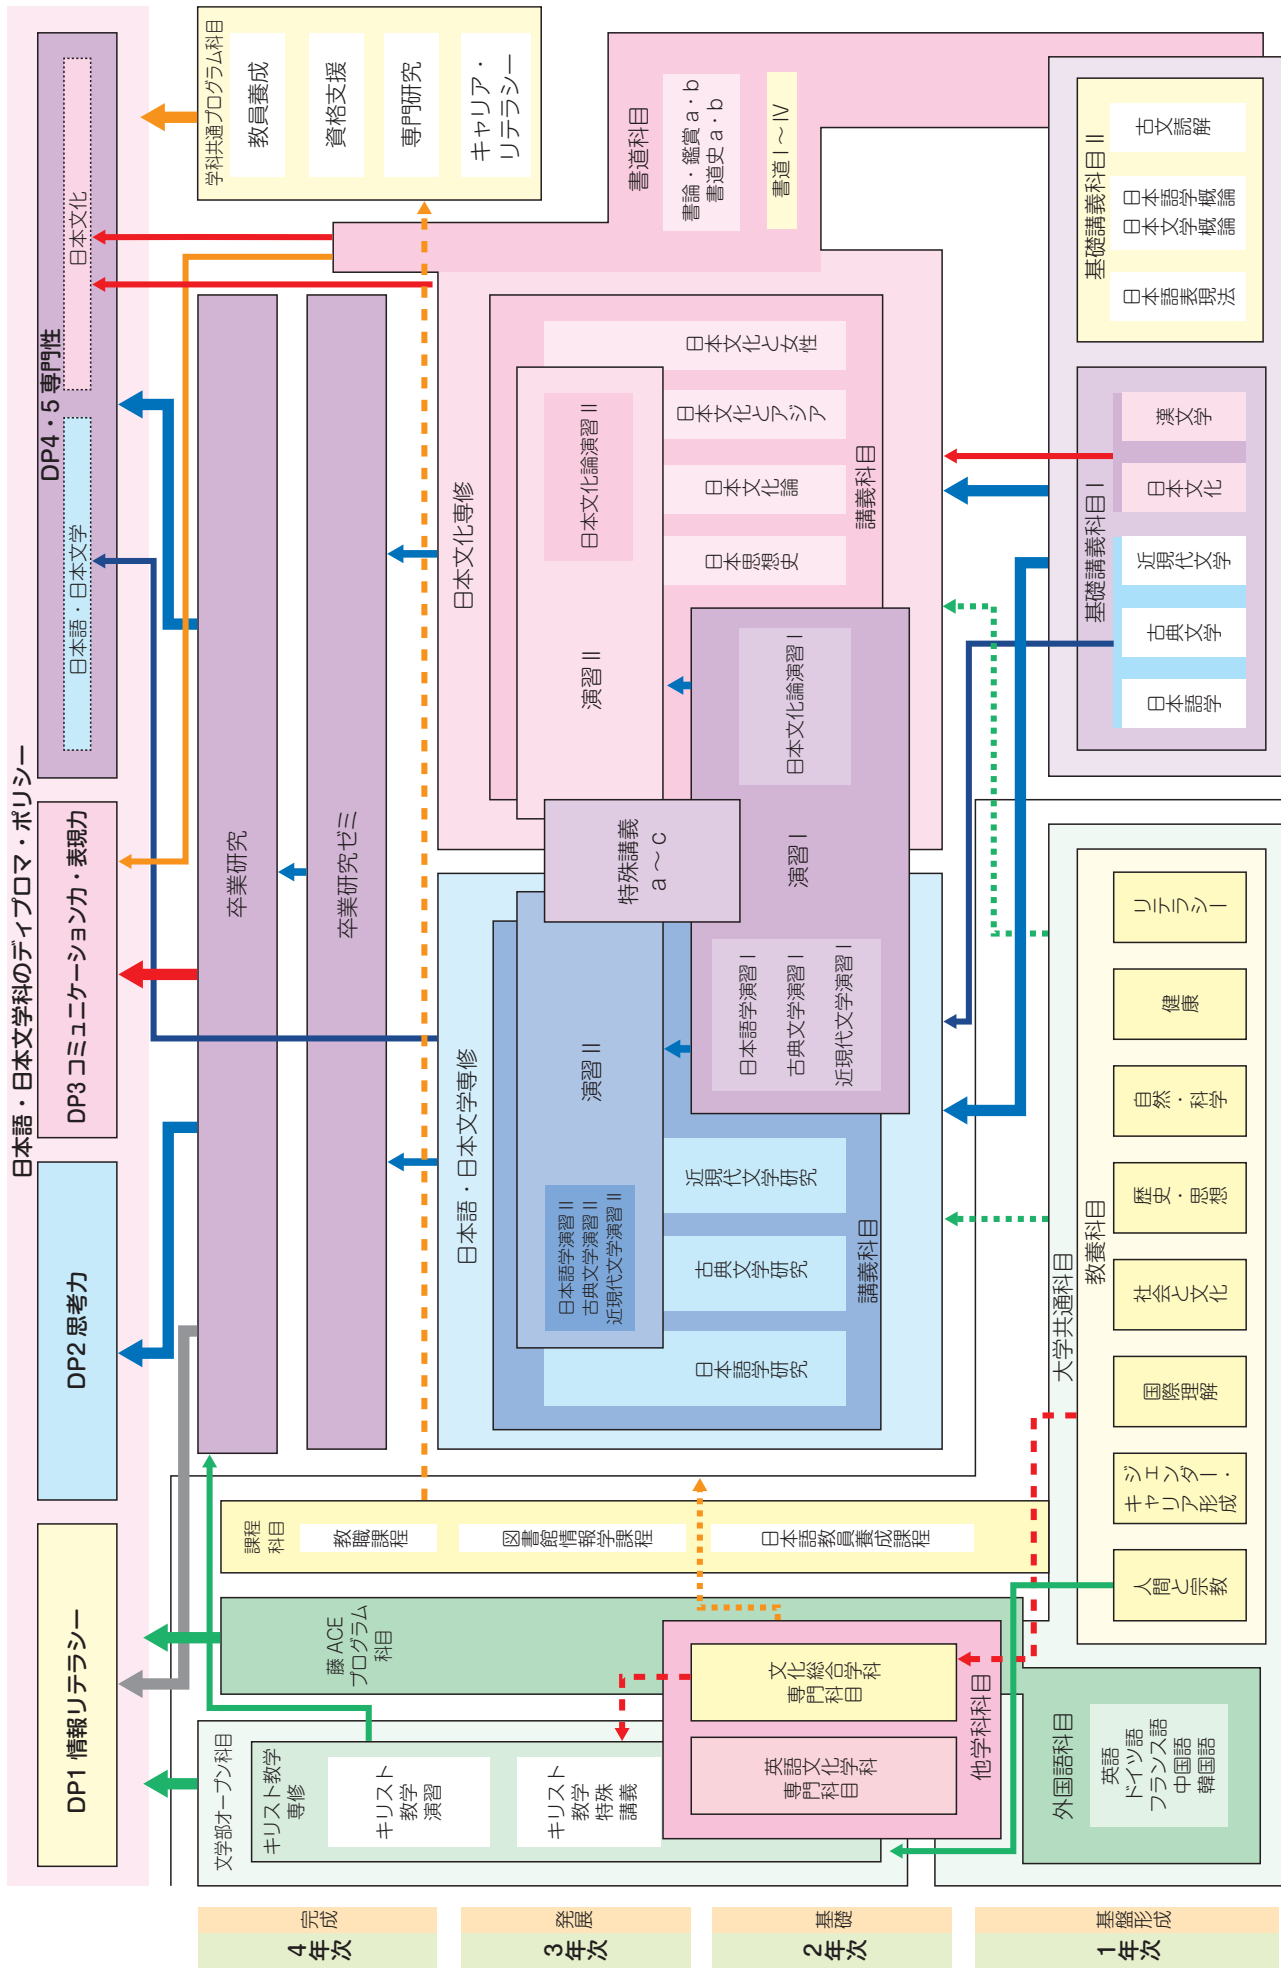 日本語・日本文学科のディプロマ・ポリシー
DP1 情報リテラシー
DP2 思考力
DP3 コミュニケーション力・表現力
DP4・5 専門性
日本語・日本文学
日本文化
4
年次
完成
3
年次
発展
2
年次
基礎
1
年次
基盤形成
文学部オープン科目
キリスト教学
専修
キリスト
教学
演習
キリスト
教学
特殊
講義
藤 ACE
プログラム
科目
課程
科目
教職
課程
図書館
情報学
課程
日本語
教員養成
課程
他学科科目
英語文化学科
専門科目
文化総合学科
専門科目
卒業研究
卒業研究ゼミ
日本語・日本文学専修
演習 II
日本語学演習 II
古典文学演習 II
近現代文学演習 II
講義科目
日本語学
研究
古典文学
研究
近現代文学
研究
特殊講義
a～c
演習 I
日本語学演習 I
古典文学演習 I
近現代文学演習 I
日本文化論演習 I
日本文化専修
演習 II
日本文化論演習 II
講義科目
日本思想史
日本文化論
日本文化とアジア
日本文化と女性
学科共通プログラム科目
教員養成
資格支援
専門研究
キャリア・
リテラシー
書道科目
書論・鑑賞 a・b
書道史 a・b
書道 I～IV
外国語科目
英語
ドイツ語
フランス語
中国語
韓国語
大学共通科目
教養科目
人間と宗教
ジェンダー・
キャリア形成
国際理解
社会と文化
歴史・思想
自然・科学
健康
リテラシー
基礎講義科目 I
日本語学
古典文学
近現代文学
日本文化
漢文学
基礎講義科目 II
日本語表現法
日本文学概論
日本語学概論
古文読解